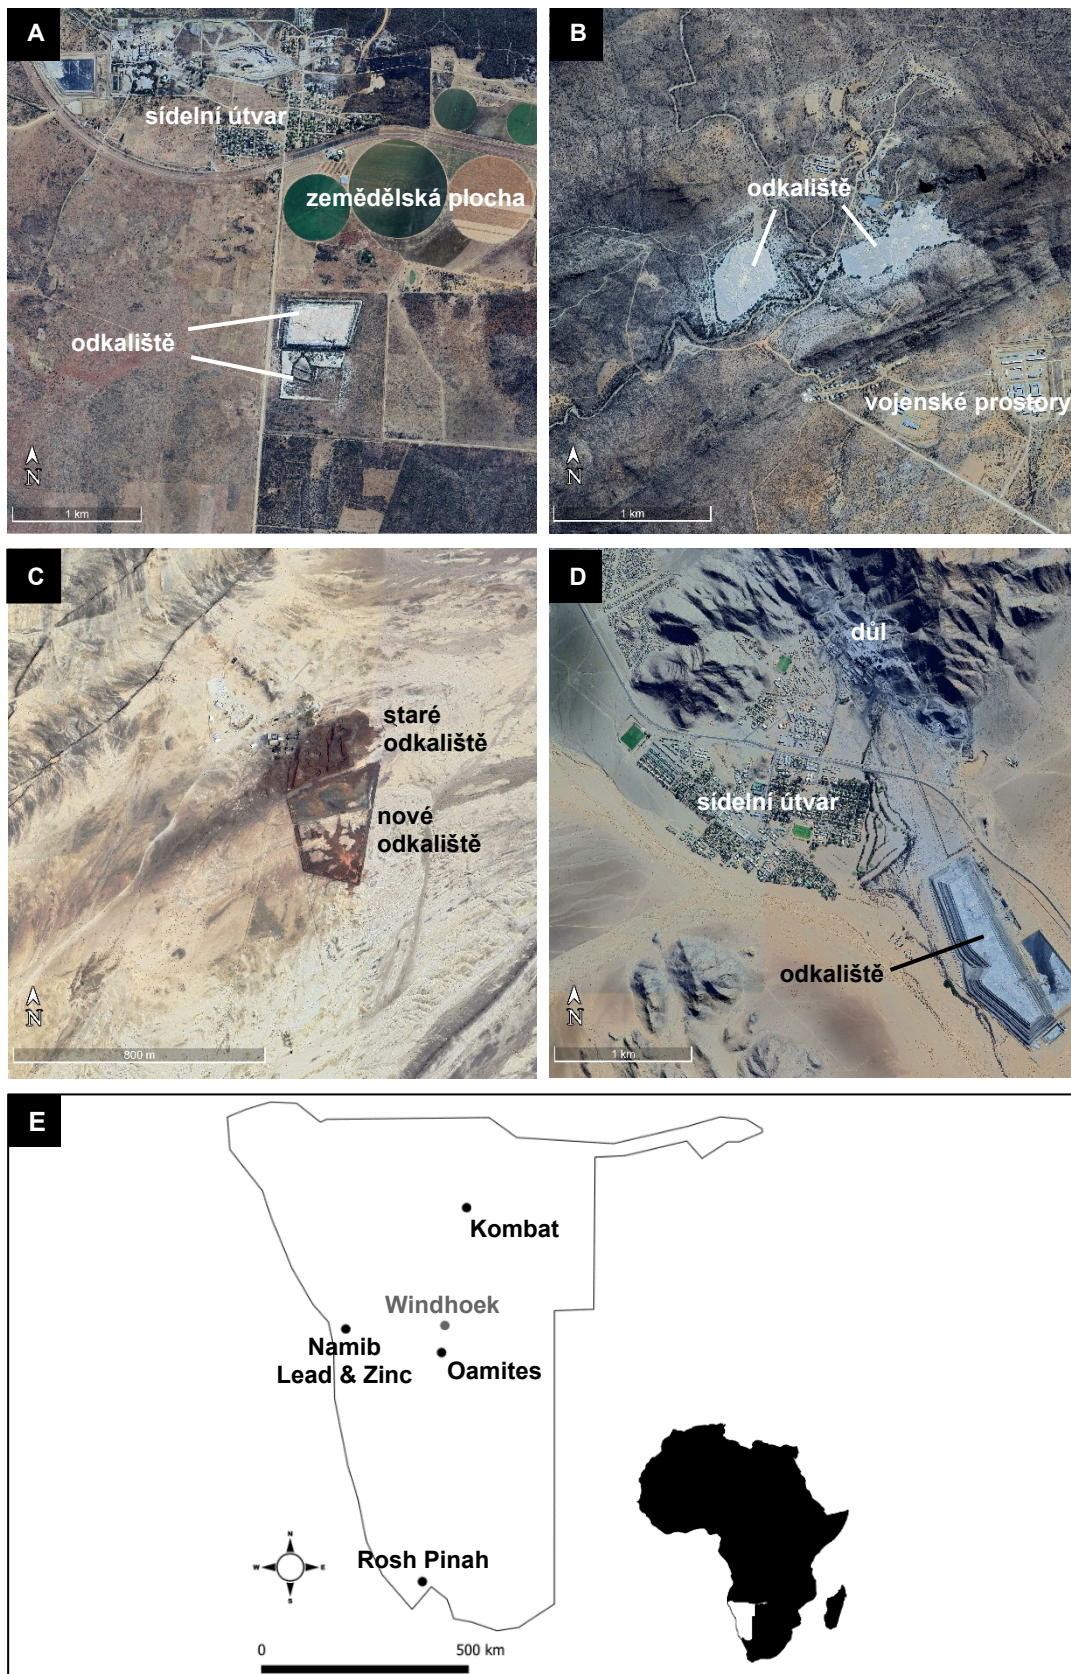 A
sídelní útvar
zemědělská plocha
odkaliště
N
1 km
B
odkaliště
vojenské prostory
N
1 km
C
staré
odkaliště
nové
odkaliště
N
800 m
D
důl
sídelní útvar
odkaliště
N
1 km
E
Kombat
Windhoek
Namib
Lead & Zinc
Oamites
Rosh Pinah
N
W
E
S
0
500 km